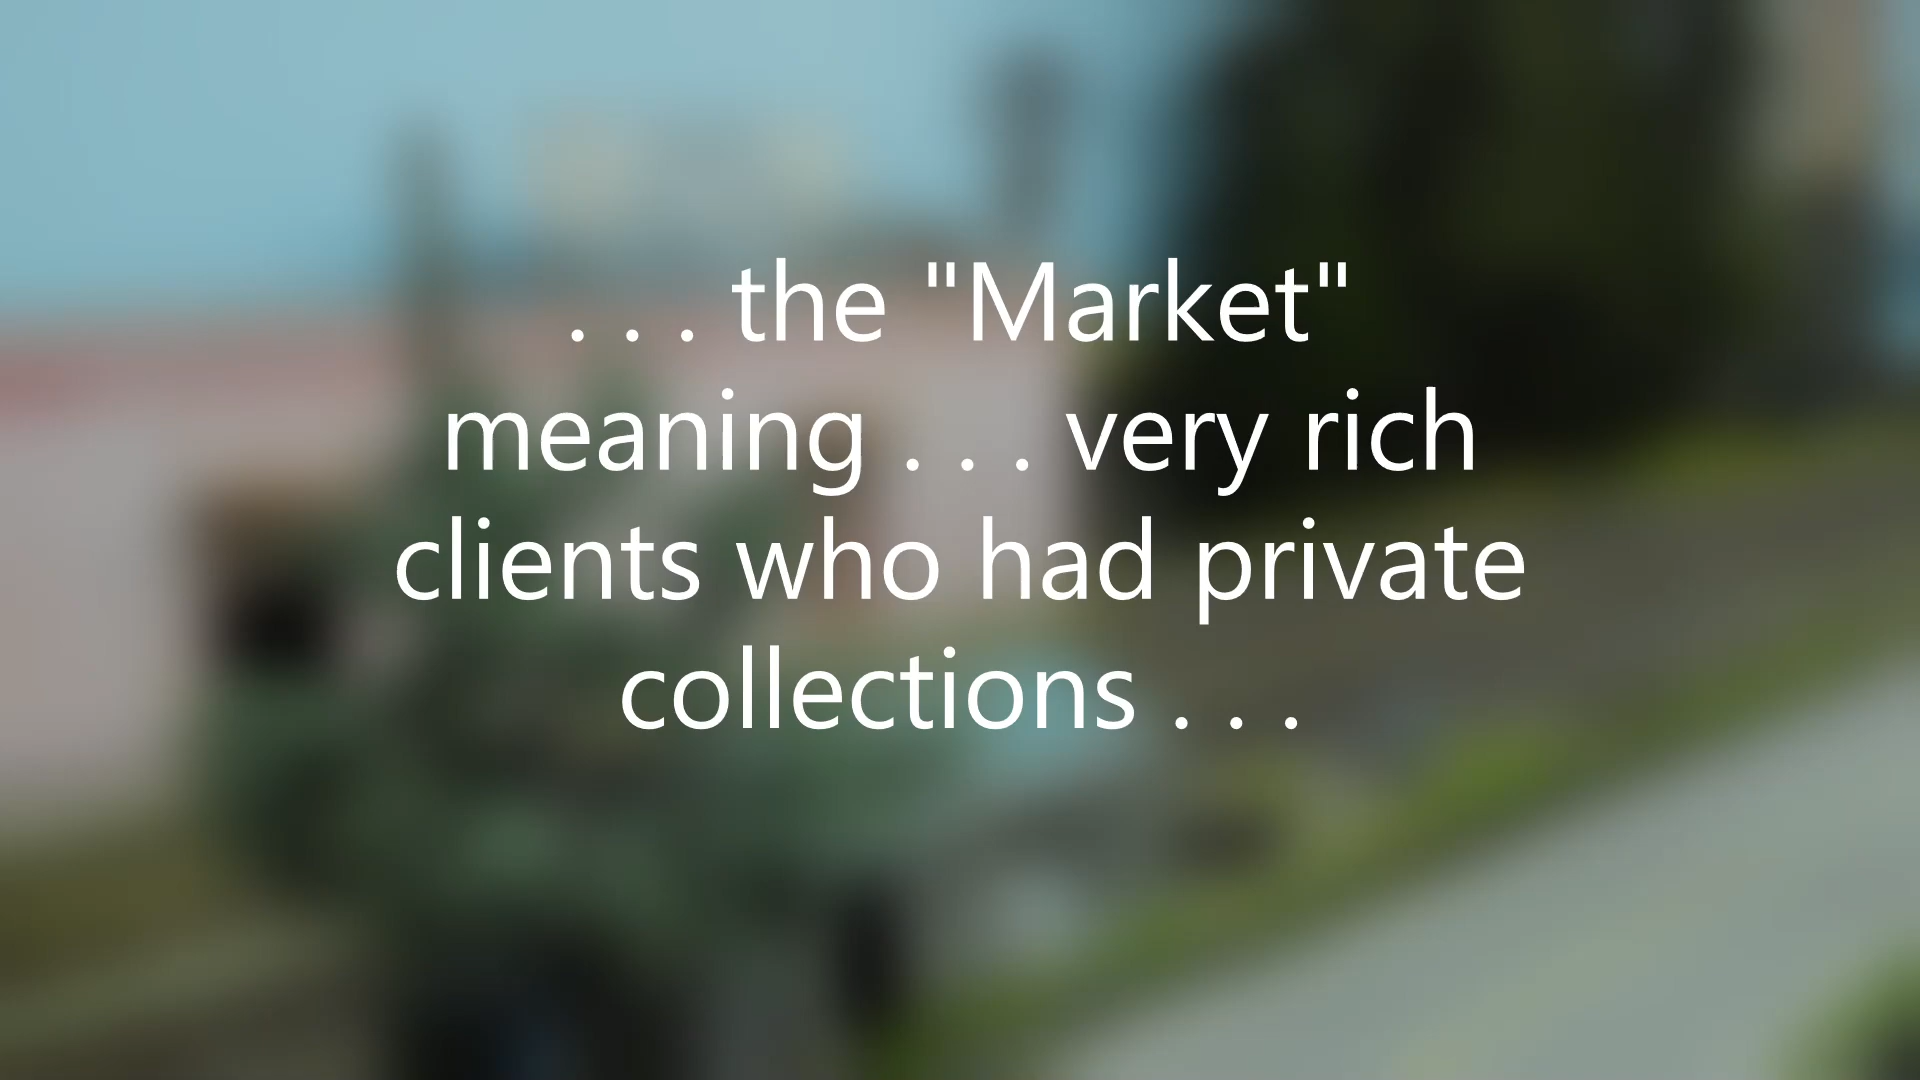 . . . the "Market"
meaning . . . very rich
clients who had private
collections . . .